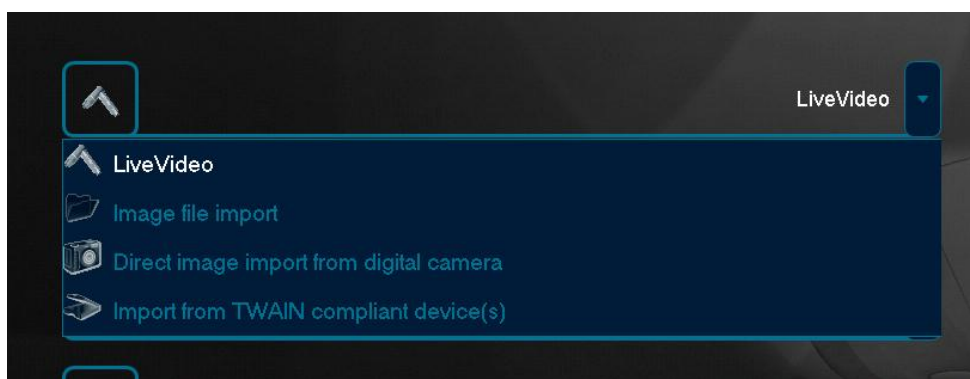 LiveVideo
LiveVideo
Image file import
Direct image import from digital camera
Import from TWAIN compliant device(s)